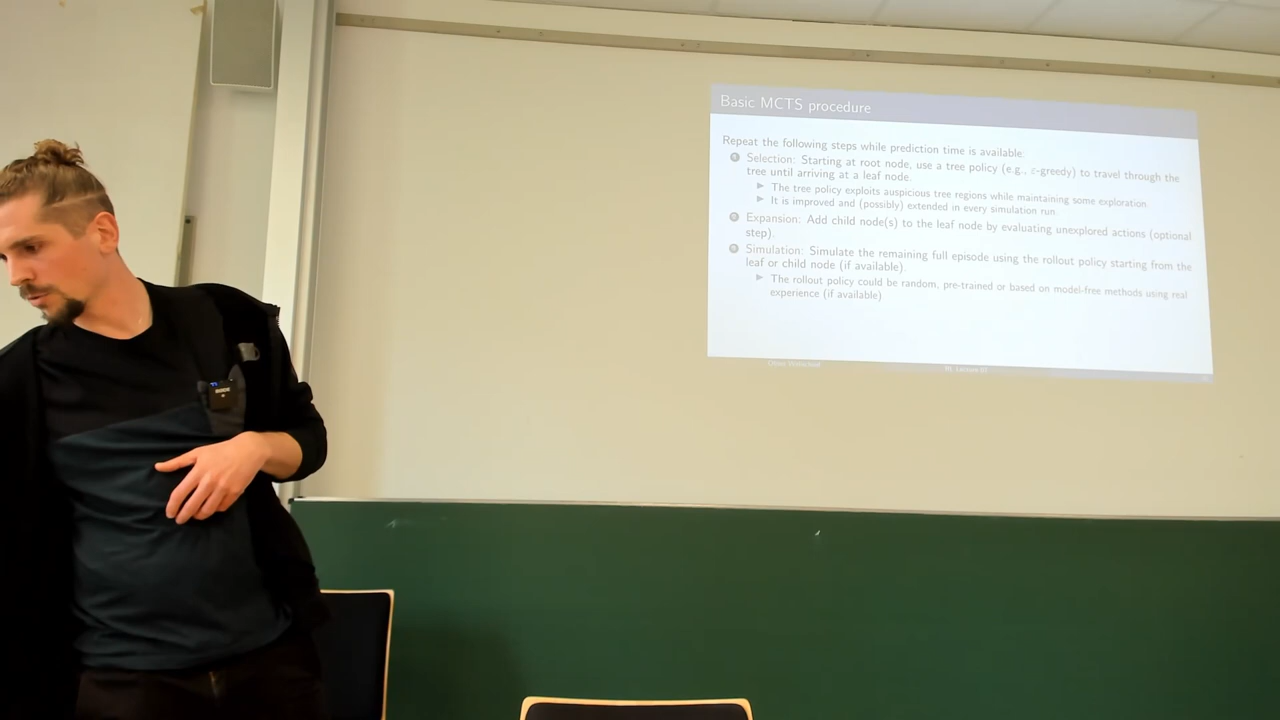 Basic MCTS procedure
Repeat the following steps while prediction time is available:
1 Selection: Starting at root node, use a tree policy (e.g., ε-greedy) to travel through the
tree until arriving at a leaf node.
▶ The tree policy exploits auspicious tree regions while maintaining some exploration.
▶ It is improved and (possibly) extended in every simulation run.
2 Expansion: Add child node(s) to the leaf node by evaluating unexplored actions (optional
step).
3 Simulation: Simulate the remaining full episode using the rollout policy starting from the
leaf or child node (if available).
▶ The rollout policy could be random, pre-trained or based on model-free methods using real
experience (if available)